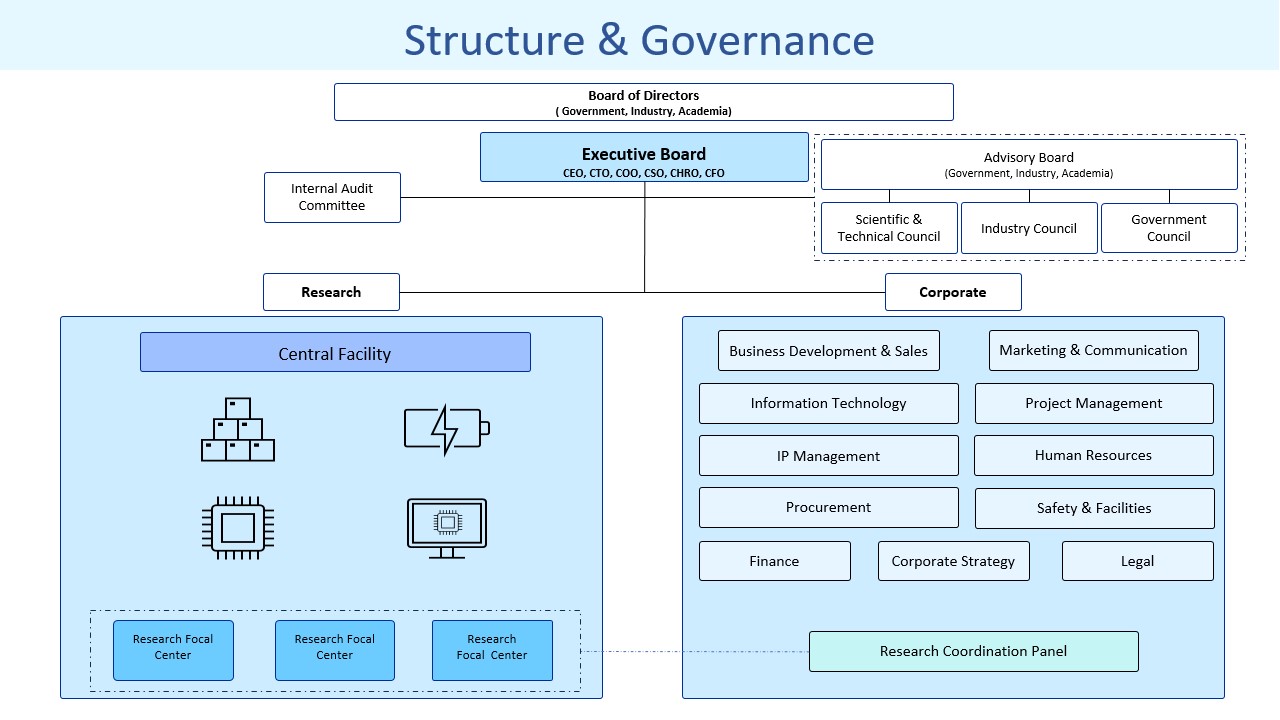 Structure & Governance
Board of Directors
( Government, Industry, Academia)
Executive Board
CEO, CTO, COO, CSO, CHRO, CFO
Advisory Board
(Government, Industry, Academia)
Internal Audit
Committee
Scientific &
Technical Council
Industry Council
Government
Council
Research
Corporate
Central Facility
Business Development & Sales
Marketing & Communication
Information Technology
Project Management
IP Management
Human Resources
Procurement
Safety & Facilities
Finance
Corporate Strategy
Legal
Research Focal
Center
Research Focal
Center
Research
Focal Center
Research Coordination Panel